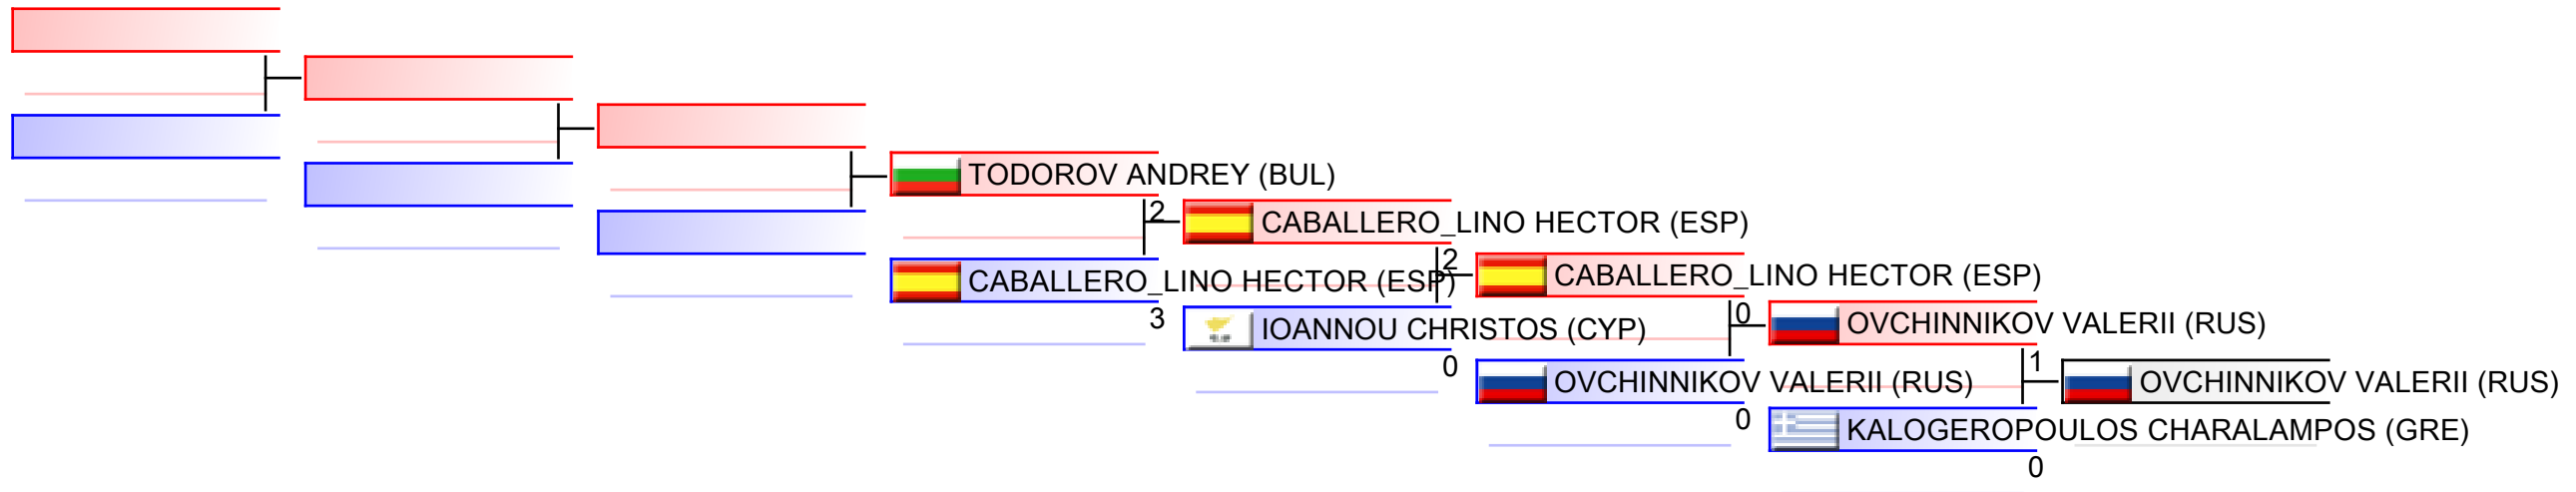 TODOROV ANDREY (BUL)
2
CABALLERO_LINO HECTOR (ESP)
3
CABALLERO_LINO HECTOR (ESP)
2
IOANNOU CHRISTOS (CYP)
0
CABALLERO_LINO HECTOR (ESP)
0
OVCHINNIKOV VALERII (RUS)
0
OVCHINNIKOV VALERII (RUS)
1
KALOGEROPOULOS CHARALAMPOS (GRE)
0
OVCHINNIKOV VALERII (RUS)